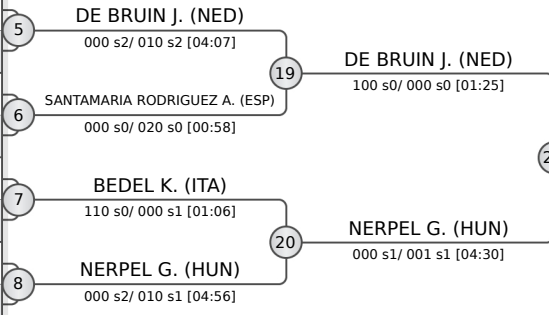 DE BRUIN J. (NED)
5
000 s2/ 010 s2 [04:07]
DE BRUIN J. (NED)
19
100 s0/ 000 s0 [01:25]
SANTAMARIA RODRIGUEZ A. (ESP)
6
000 s0/ 020 s0 [00:58]
2
BEDEL K. (ITA)
7
110 s0/ 000 s1 [01:06]
NERPEL G. (HUN)
20
000 s1/ 001 s1 [04:30]
NERPEL G. (HUN)
8
000 s2/ 010 s1 [04:56]